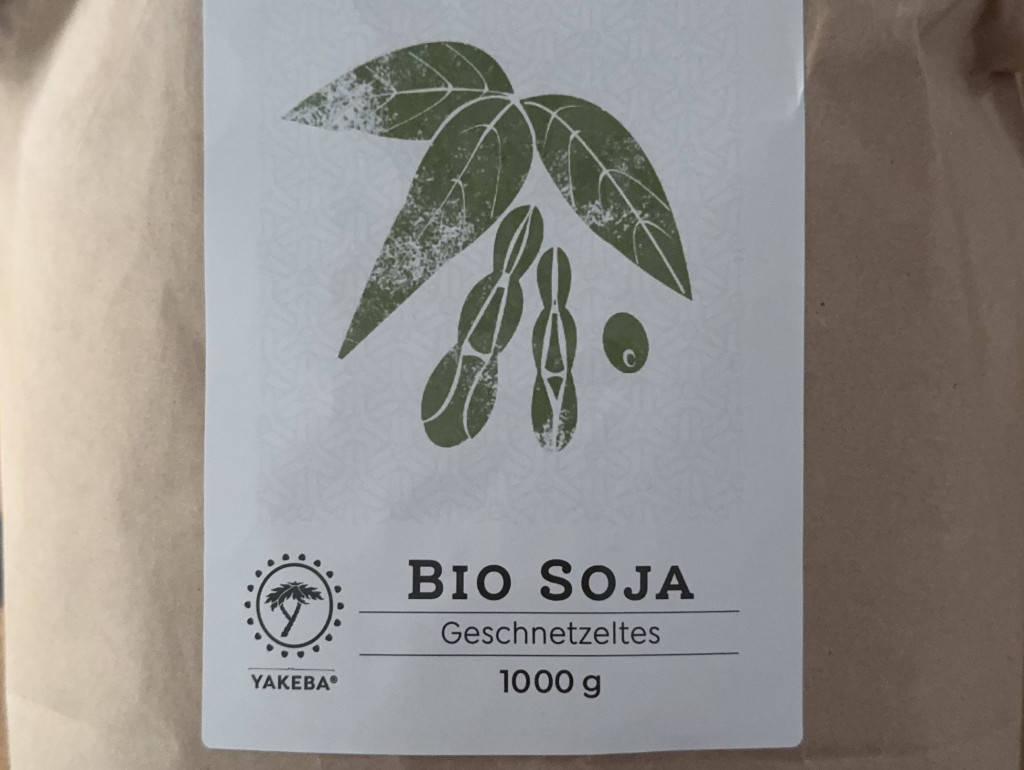 BIO SOJA
Geschnetzeltes
1000 g
YAKEBA®